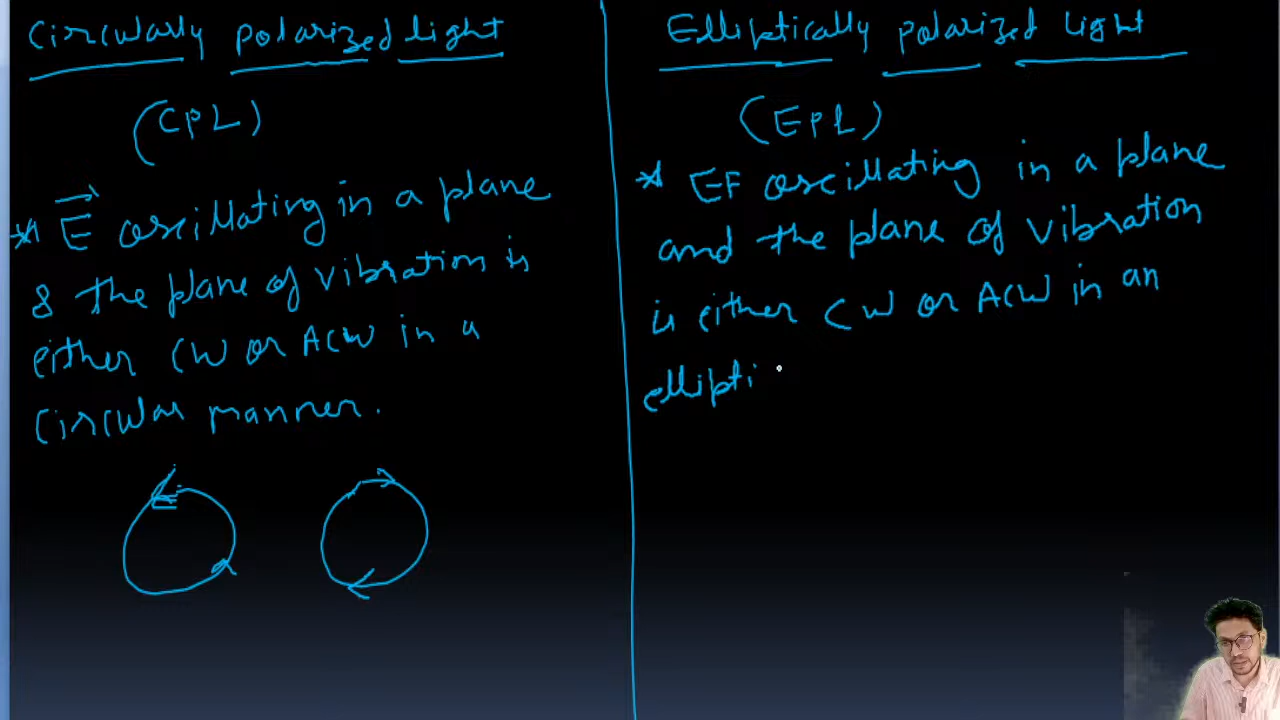 Circularly polarized light
(CPL)
* E oscillating in a plane
& the plane of vibration is
either CW or ACW in a
circular manner.
Elliptically polarized light
(EPL)
* EF oscillating in a plane
and the plane of vibration
is either CW or ACW in an
ellipti